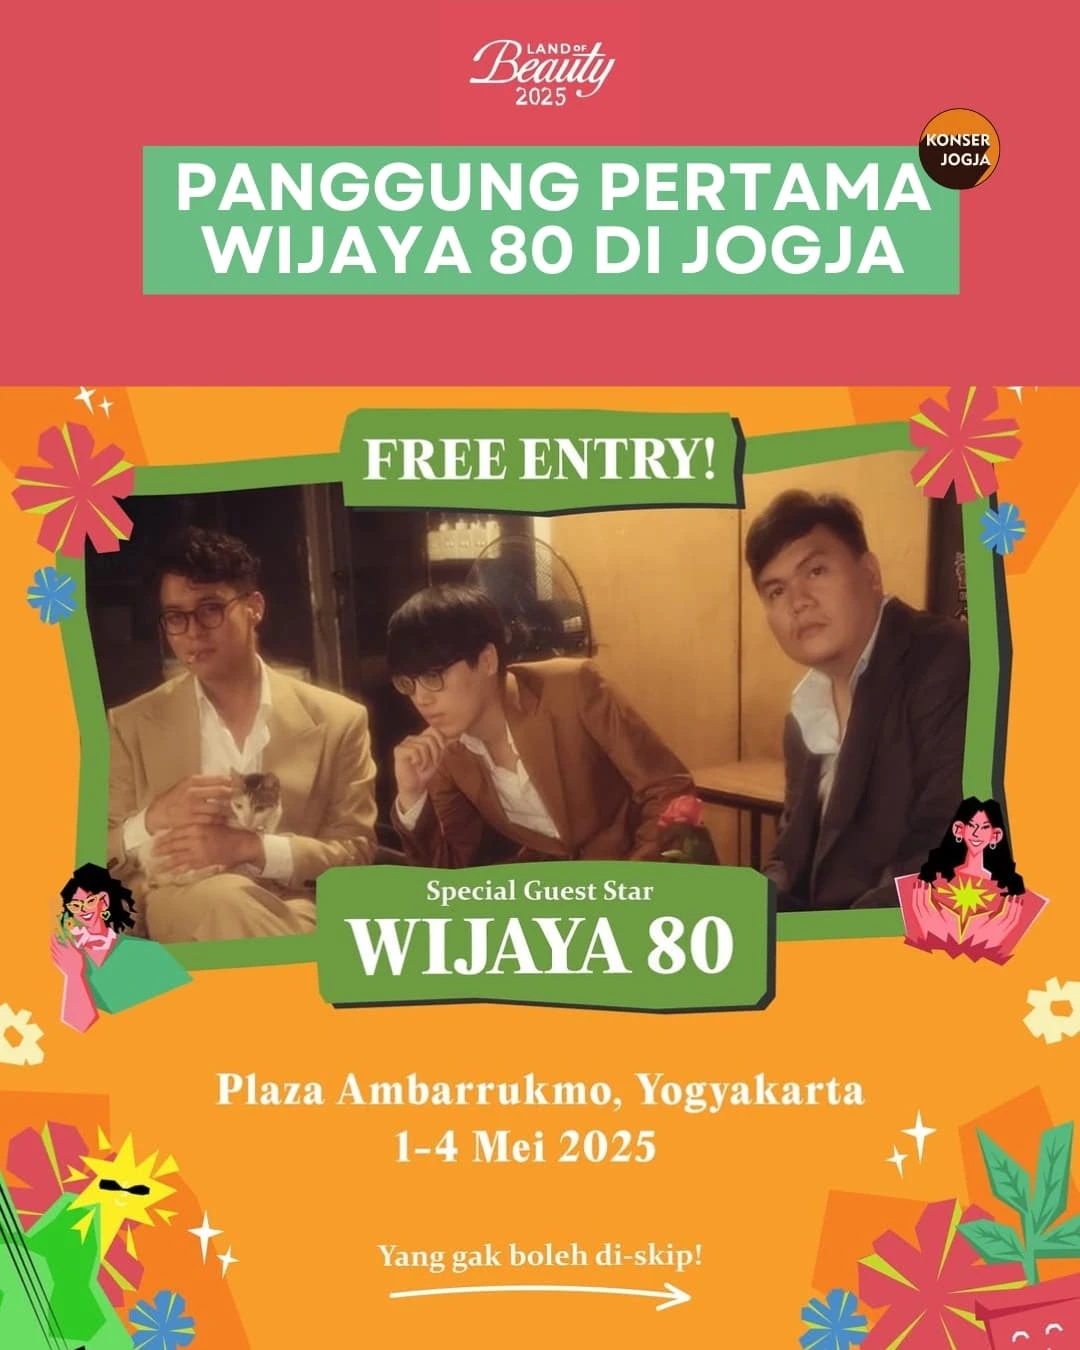 LAND OF
Beauty
2025
KONSER
JOGJA
PANGGUNG PERTAMA
WIJAYA 80 DI JOGJA
FREE ENTRY!
Special Guest Star
WIJAYA 80
Plaza Ambarrukmo, Yogyakarta
1-4 Mei 2025
Yang gak boleh di-skip!